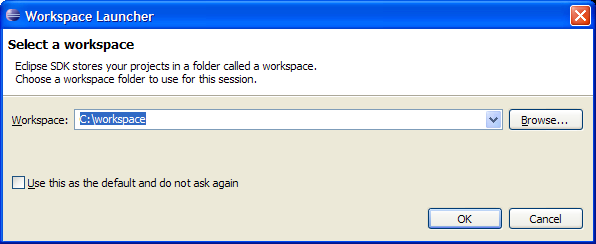 Workspace Launcher
Select a workspace
Eclipse SDK stores your projects in a folder called a workspace.
Choose a workspace folder to use for this session.
Workspace: C:\workspace Browse...
Use this as the default and do not ask again
OK Cancel